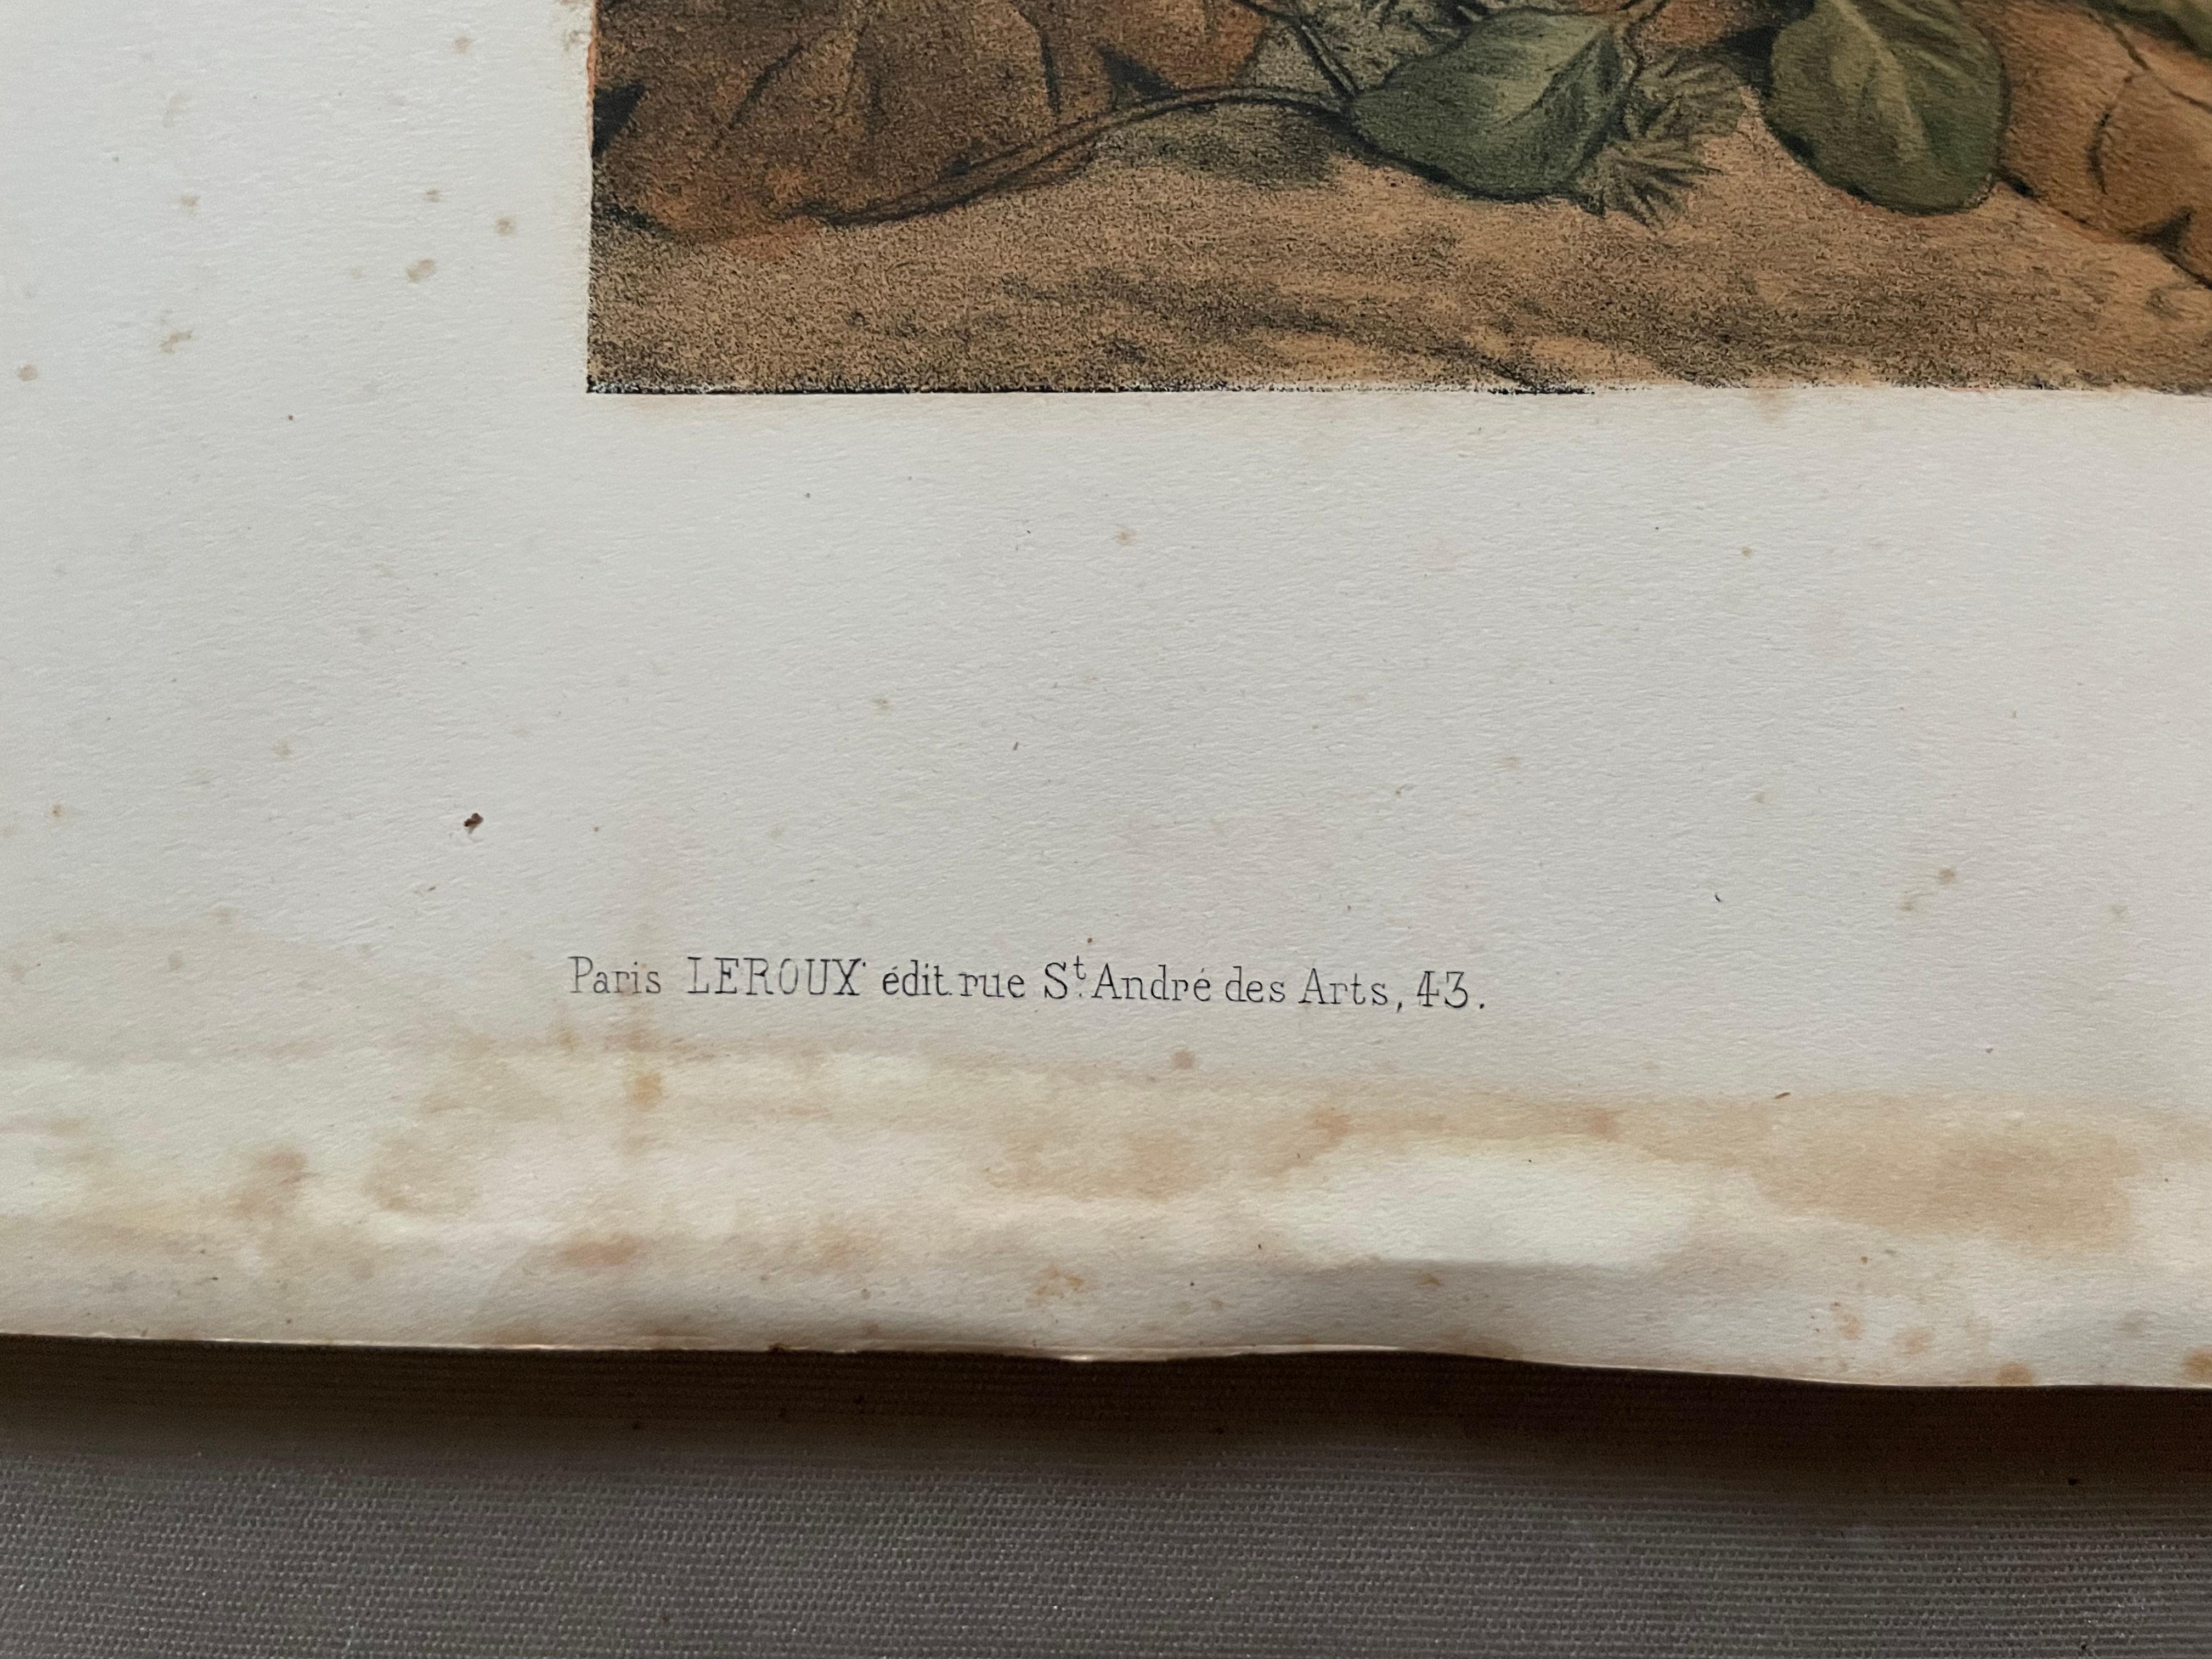 Paris LEROUX édit. rue St. André des Arts, 43.